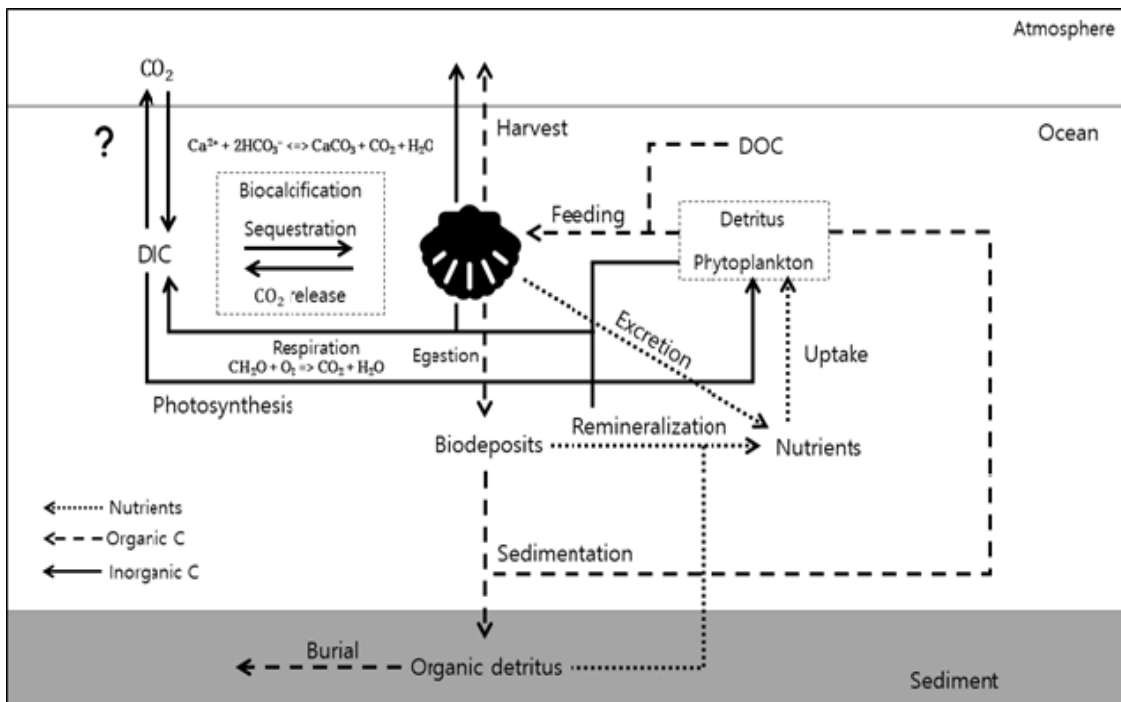 Atmosphere
CO₂
Harvest
Ocean
?
Ca²⁺ + 2HCO₃⁻ <=> CaCO₃ + CO₂ + H₂O
DOC
Biocalcification
Sequestration
CO₂ release
DIC
Feeding
Detritus
Phytoplankton
Excretion
Uptake
Respiration
CH₂O + O₂ => CO₂ + H₂O
Egestion
Photosynthesis
Remineralization
Biodeposits
Nutrients
Nutrients
Organic C
Inorganic C
Sedimentation
Burial
Organic detritus
Sediment